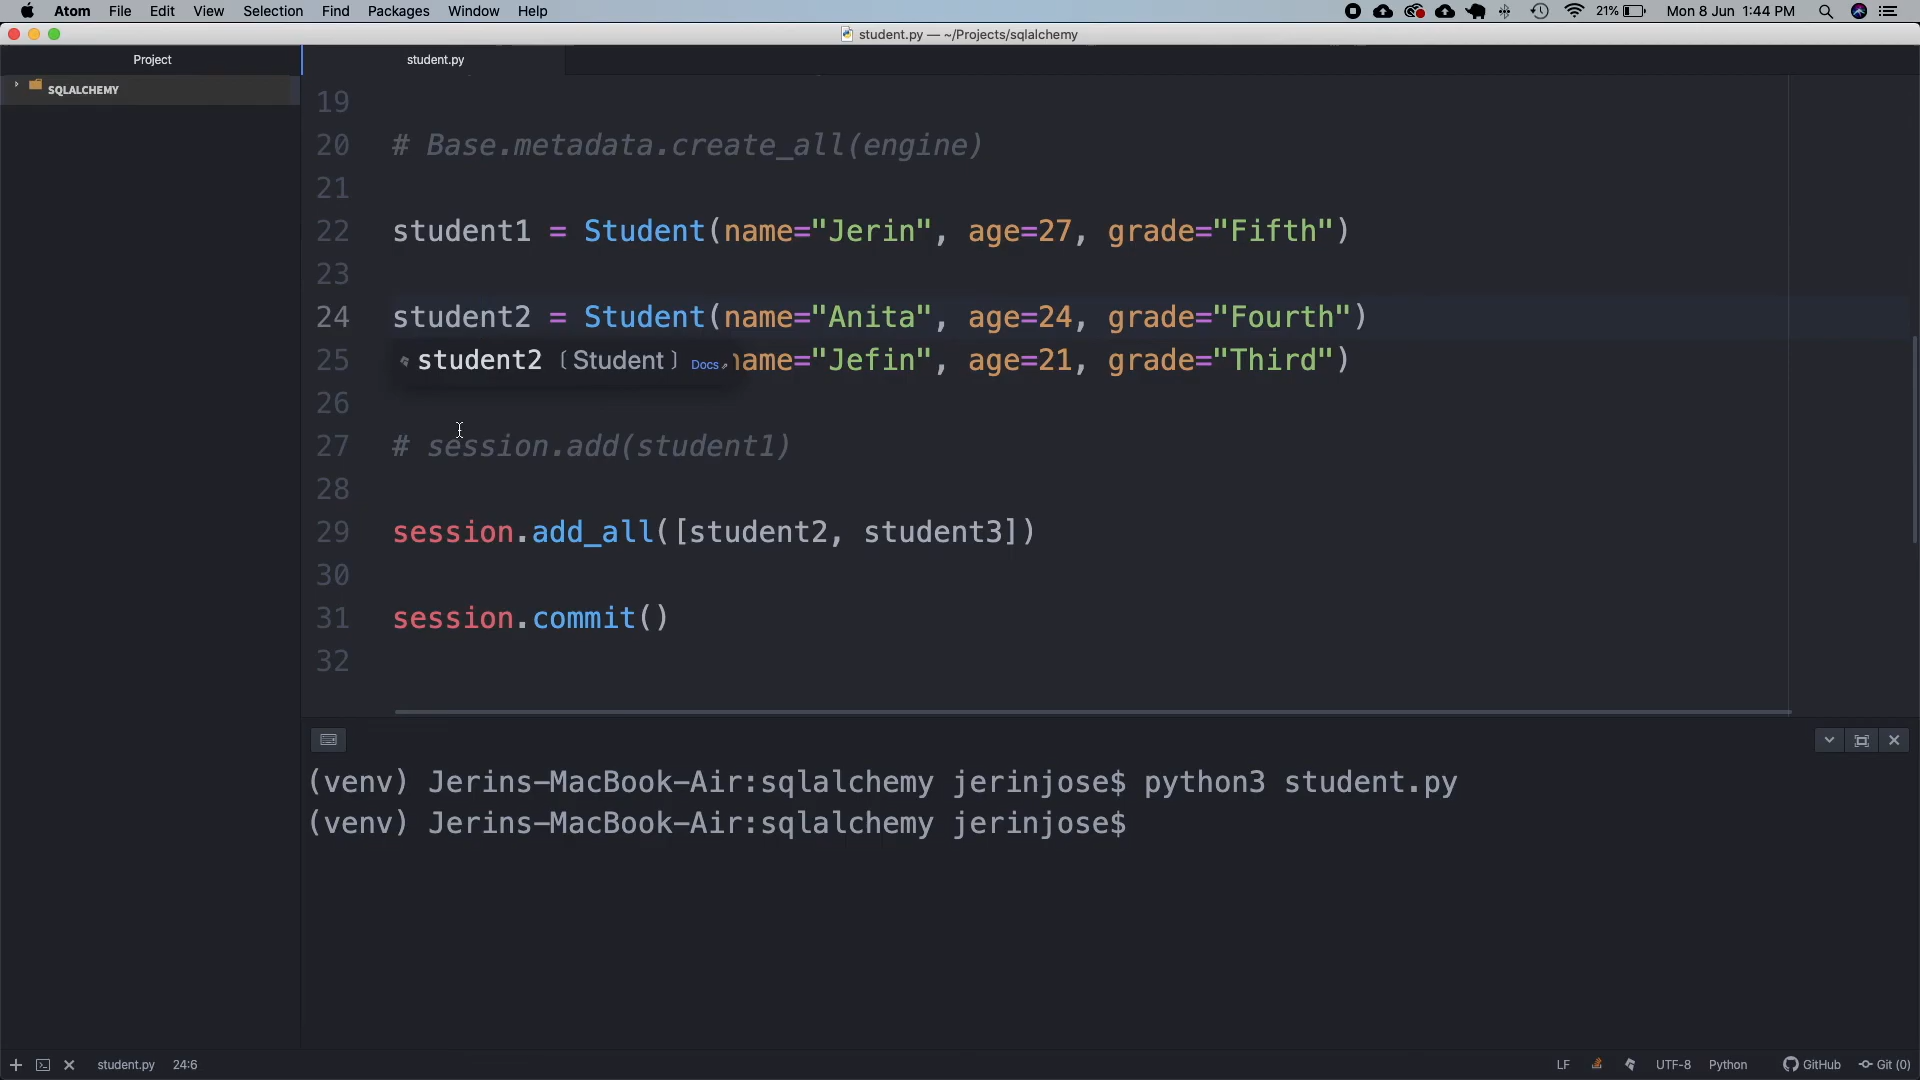 Atom File Edit View Selection Find Packages Window Help 21% Mon 8 Jun 1:44 PM
student.py — ~/Projects/sqlalchemy
Project student.py
SQLALCHEMY
19
20 # Base.metadata.create_all(engine)
21
22 student1 = Student(name="Jerin", age=27, grade="Fifth")
23
24 student2 = Student(name="Anita", age=24, grade="Fourth")
25 student2 〔Student〕 Docs name="Jefin", age=21, grade="Third")
26
27 # session.add(student1)
28
29 session.add_all([student2, student3])
30
31 session.commit()
32
(venv) Jerins-MacBook-Air:sqlalchemy jerinjose$ python3 student.py
(venv) Jerins-MacBook-Air:sqlalchemy jerinjose$
student.py 24:6 LF UTF-8 Python GitHub Git (0)